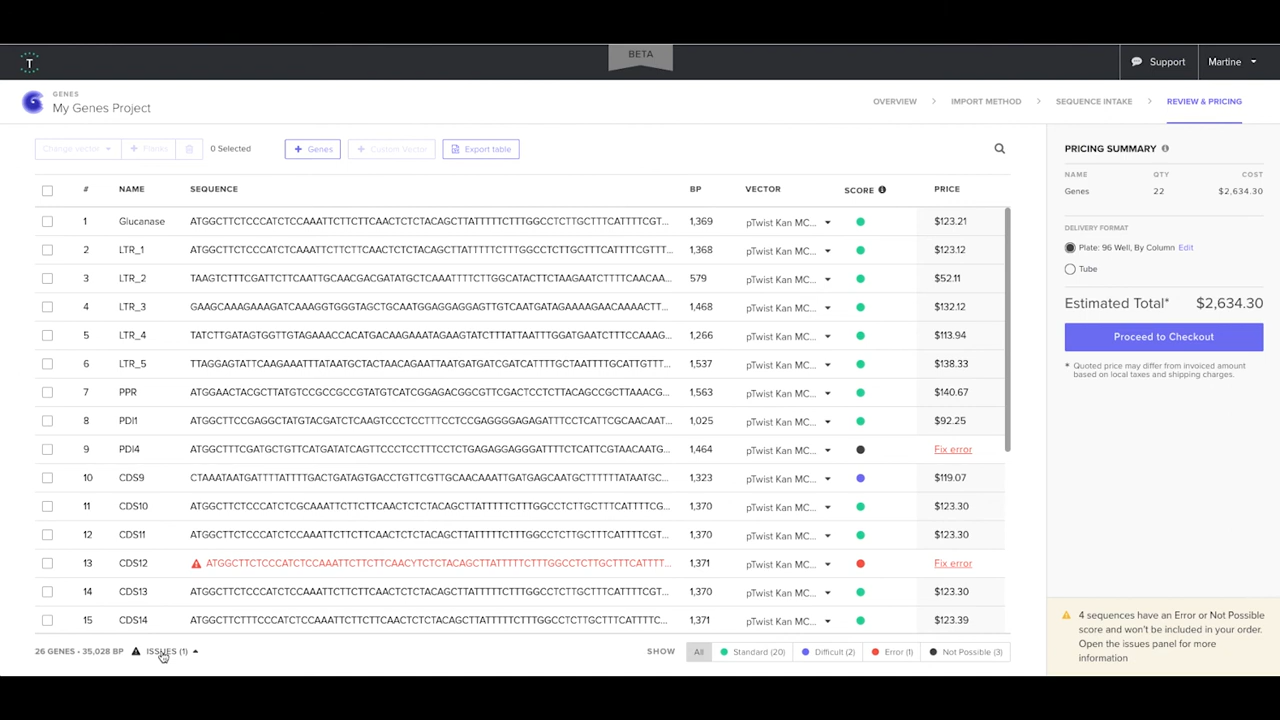 BETA
T
Support
Martine
GENES
My Genes Project
OVERVIEW
IMPORT METHOD
SEQUENCE INTAKE
REVIEW & PRICING
Change vector
+ Flanks
0 Selected
+ Genes
+ Custom Vector
Export table
# NAME SEQUENCE BP VECTOR SCORE PRICE
1 Glucanase ATGGCTTCTCCCATCTCCAAATTCTTCTTCAACTCTCTACAGCTTATTTTTCTTTGGCCTCTTGCTTTCATTTTCGT... 1,369 pTwist Kan MC... $123.21
2 LTR_1 ATGGCTTCTCCCATCTCAAATTCTTCTTCAACTCTCTACAGCTTATTTTTCTTTGGCCTCTTGCTTTCATTTTCGTTT... 1,368 pTwist Kan MC... $123.12
3 LTR_2 TAAGTCTTTCGATTCTTCAATTGCAACGACGATATGCTCAAATTTTCTTGGCATACTTCTAAGAATCTTTTCAACAA... 579 pTwist Kan MC... $52.11
4 LTR_3 GAAGCAAAGAAAGATCAAAGGTGGGTAGCTGCAATGGAGGAGGAGTTGTCAATGATAGAAAAGAACAAAACTT... 1,468 pTwist Kan MC... $132.12
5 LTR_4 TATCTTGATAGTGGTTGTAGAAACCACATGACAAGAAATAGAAGTATCTTTATTAATTTGGATGAATCTTTCCAAAG... 1,266 pTwist Kan MC... $113.94
6 LTR_5 TTAGGAGTATTCAAGAAATTTATAATGCTACTAACAGAATTAATGATGATCGATCATTTTGCTAATTTTGCATTGTTT... 1,537 pTwist Kan MC... $138.33
7 PPR ATGGAACTACGCTTATGTCCGCCGCCGTATGTCATCGGAGACGGCGTTCGACTCCTCTTACAGCCGCTTAAACG... 1,563 pTwist Kan MC... $140.67
8 PDI1 ATGGCTTCCGAGGCTATGTACGATCTCAAGTCCCTCCTTTCCTCCGAGGGGAGAGATTTCCTCATTCGCAACAAT... 1,025 pTwist Kan MC... $92.25
9 PDI4 ATGGCTTTCGATGCTGTTCATGATATCAGTTCCCTCCTTTCCTCTGAGAGGAGGGATTTTCTCATTCGTAACAATG... 1,464 pTwist Kan MC... Fix error
10 CDS9 CTAAATAATGATTTTATTTTGACTGATAGTGACCTGTTCGTTGCAACAAATTGATGAGCAATGCTTTTTTATAATGC... 1,323 pTwist Kan MC... $119.07
11 CDS10 ATGGCTTCTCCCATCTCGCAAATTCTTCTTCAACTCTCTACAGCTTATTTTTCTTTGGCCTCTTGCTTTCATTTTCG... 1,370 pTwist Kan MC... $123.30
12 CDS11 ATGGCTTCTCCCATCTCCAAATTCTTCTTCAACTCTCTACAGCTTATTTTTCTTTGGCCTCTTGCTTTCATTTTCGT... 1,370 pTwist Kan MC... $123.30
13 CDS12 ATGGCTTCTCCCATCTCCAAATTCTTCTTCAACYTCTCTACAGCTTATTTTTCTTTGGCCTCTTGCTTTCATTTT... 1,371 pTwist Kan MC... Fix error
14 CDS13 ATGGCTTCTCCCATCTCCAAATTCTTCTTCAACTCTCTACAGCTTATTTTTCTTTGGCCTCTTGCTTTCATTTTCGT... 1,370 pTwist Kan MC... $123.30
15 CDS14 ATGGCTTCTTTCCCATCTCCAAATTCTTCTTCAACTCTCTACAGCTTATTTTTCTTTGGCCTCTTGCTTTCATTTTC... 1,371 pTwist Kan MC... $123.39
26 GENES • 35,028 BP ISSUES (1)
SHOW All Standard (20) Difficult (2) Error (1) Not Possible (3)
PRICING SUMMARY
NAME QTY COST
Genes 22 $2,634.30
DELIVERY FORMAT
Plate: 96 Well, By Column Edit
Tube
Estimated Total* $2,634.30
Proceed to Checkout
* Quoted price may differ from invoiced amount
based on local taxes and shipping charges.
4 sequences have an Error or Not Possible
score and won't be included in your order.
Open the issues panel for more
information